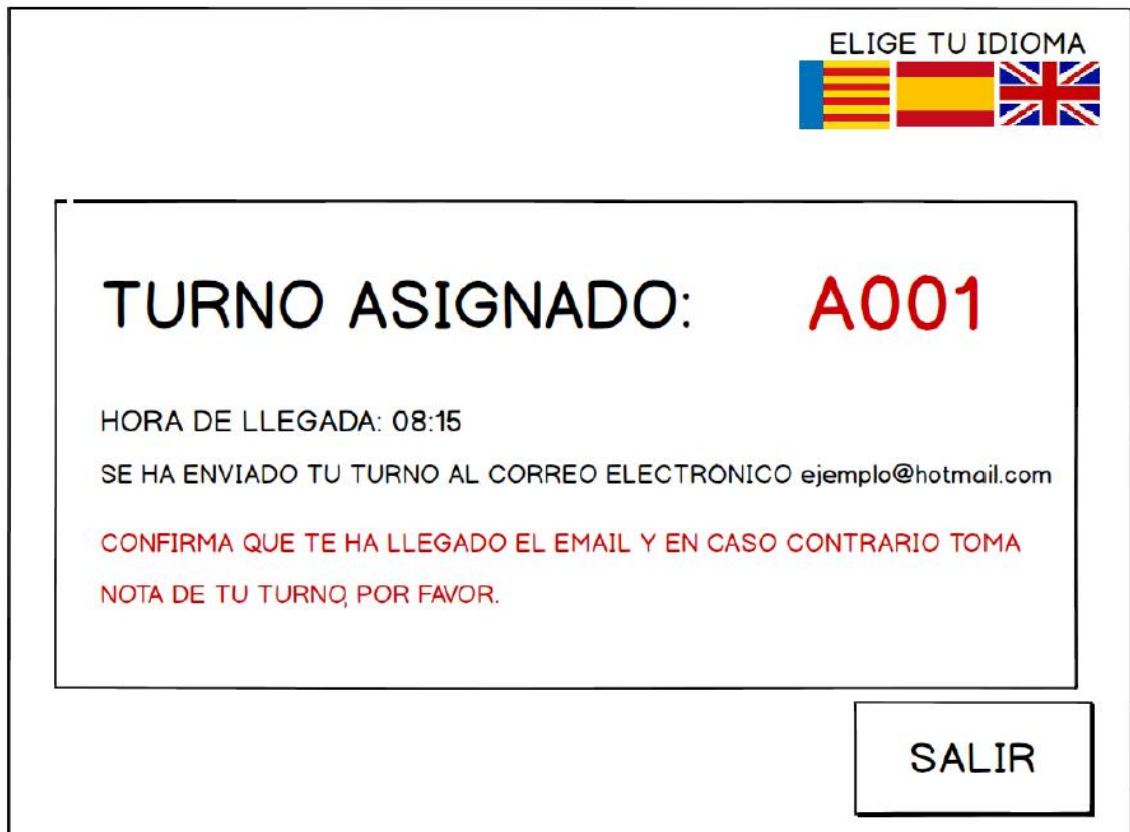 ELIGE TU IDIOMA
TURNO ASIGNADO: A001
HORA DE LLEGADA: 08:15
SE HA ENVIADO TU TURNO AL CORREO ELECTRONICO ejemplo@hotmail.com
CONFIRMA QUE TE HA LLEGADO EL EMAIL Y EN CASO CONTRARIO TOMA
NOTA DE TU TURNO, POR FAVOR.
SALIR